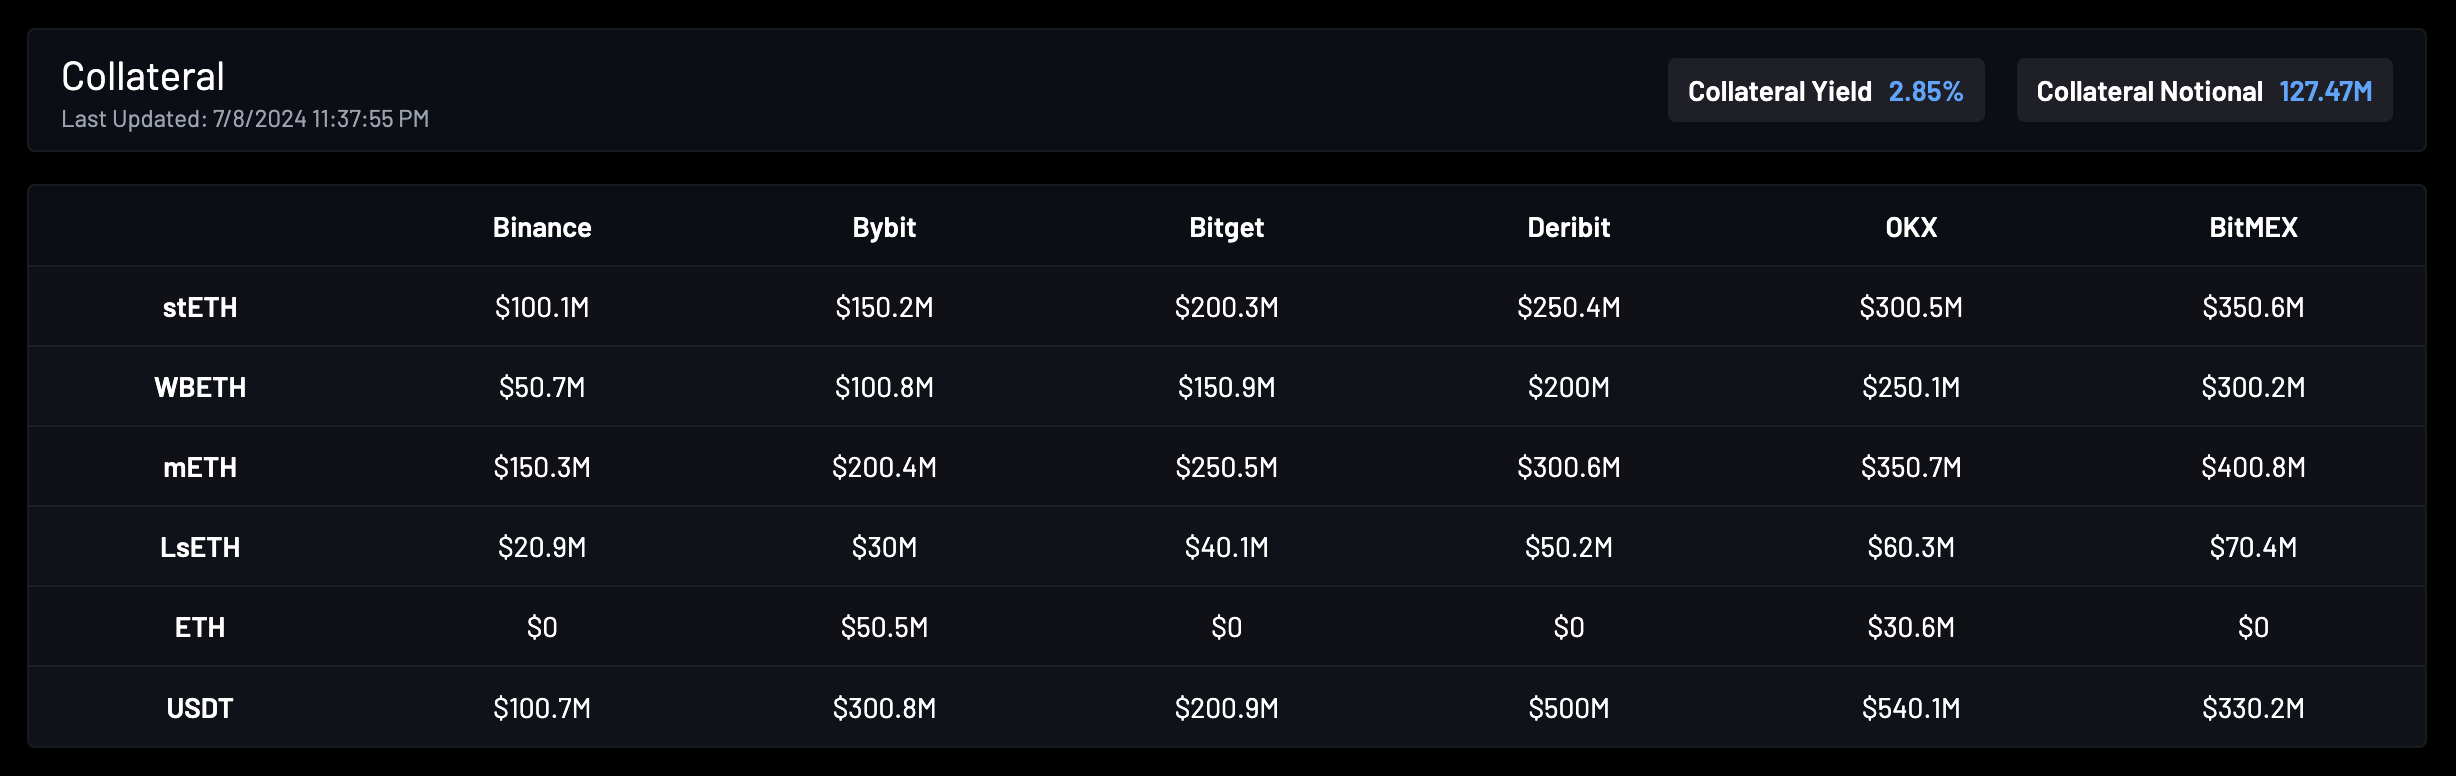 Collateral
Last Updated: 7/8/2024 11:37:55 PM
Collateral Yield 2.85%
Collateral Notional 127.47M
Binance Bybit Bitget Deribit OKX BitMEX
stETH $100.1M $150.2M $200.3M $250.4M $300.5M $350.6M
WBETH $50.7M $100.8M $150.9M $200M $250.1M $300.2M
mETH $150.3M $200.4M $250.5M $300.6M $350.7M $400.8M
LsETH $20.9M $30M $40.1M $50.2M $60.3M $70.4M
ETH $0 $50.5M $0 $0 $30.6M $0
USDT $100.7M $300.8M $200.9M $500M $540.1M $330.2M